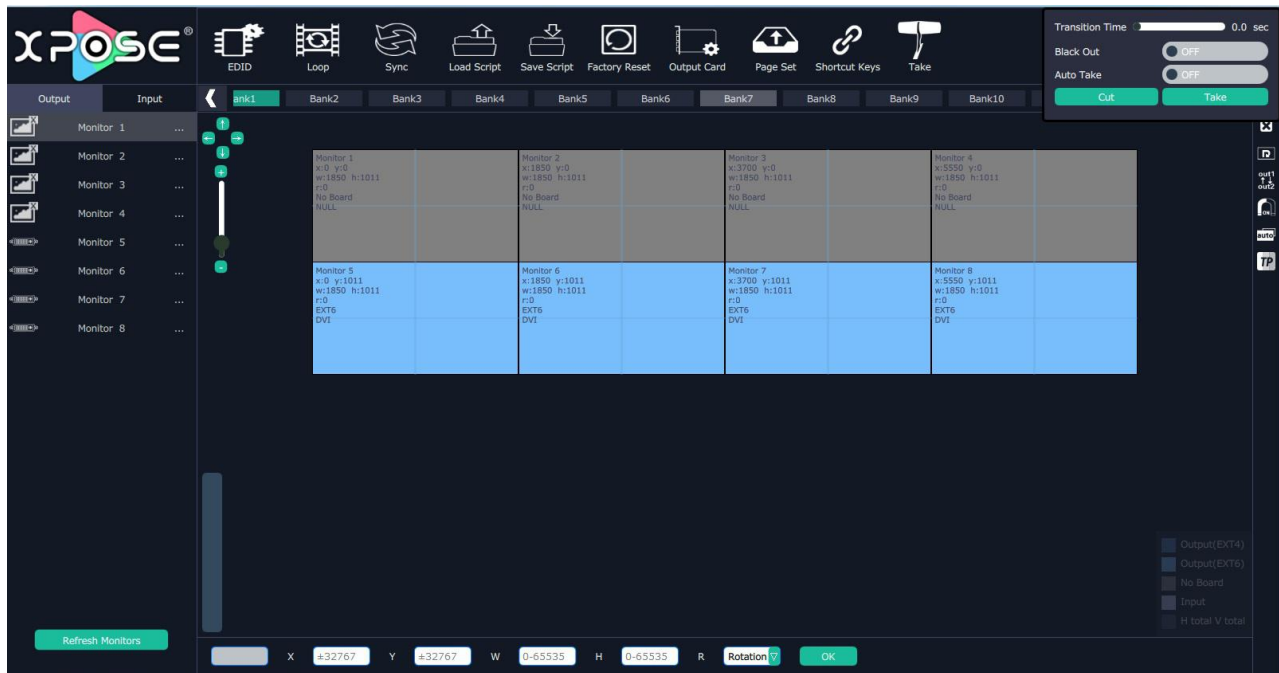 XPOSE®
EDID
Loop
Sync
Load Script
Save Script
Factory Reset
Output Card
Page Set
Shortcut Keys
Take
Transition Time 0.0 sec
Black Out OFF
Auto Take OFF
Cut Take
Output Input
ank1 Bank2 Bank3 Bank4 Bank5 Bank6 Bank7 Bank8 Bank9 Bank10
Monitor 1 ...
Monitor 2 ...
Monitor 3 ...
Monitor 4 ...
Monitor 5 ...
Monitor 6 ...
Monitor 7 ...
Monitor 8 ...
Refresh Monitors
Monitor 1
x:0 y:0
w:1850 h:1011
r:0
No Board
NULL
Monitor 2
x:1850 y:0
w:1850 h:1011
r:0
No Board
NULL
Monitor 3
x:3700 y:0
w:1850 h:1011
r:0
No Board
NULL
Monitor 4
x:5550 y:0
w:1850 h:1011
r:0
No Board
NULL
Monitor 5
x:0 y:1011
w:1850 h:1011
r:0
EXT6
DVI
Monitor 6
x:1850 y:1011
w:1850 h:1011
r:0
EXT6
DVI
Monitor 7
x:3700 y:1011
w:1850 h:1011
r:0
EXT6
DVI
Monitor 8
x:5550 y:1011
w:1850 h:1011
r:0
EXT6
DVI
out1
out2
ON
auto
TP
Output(EXT4)
Output(EXT6)
No Board
Input
H total V total
X ±32767 Y ±32767 W 0-65535 H 0-65535 R Rotation OK